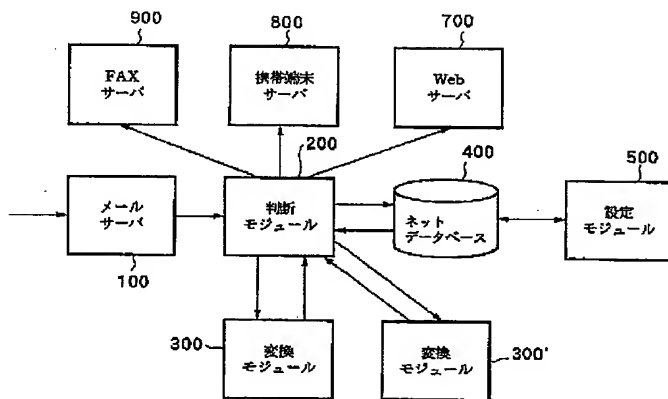 900
800
700
FAX
サーバ
携帯端末
サーバ
Web
サーバ
200
400
500
メール
サーバ
判断
モジュール
ネット
データベース
設定
モジュール
100
300
変換
モジュール
変換
モジュール
300'